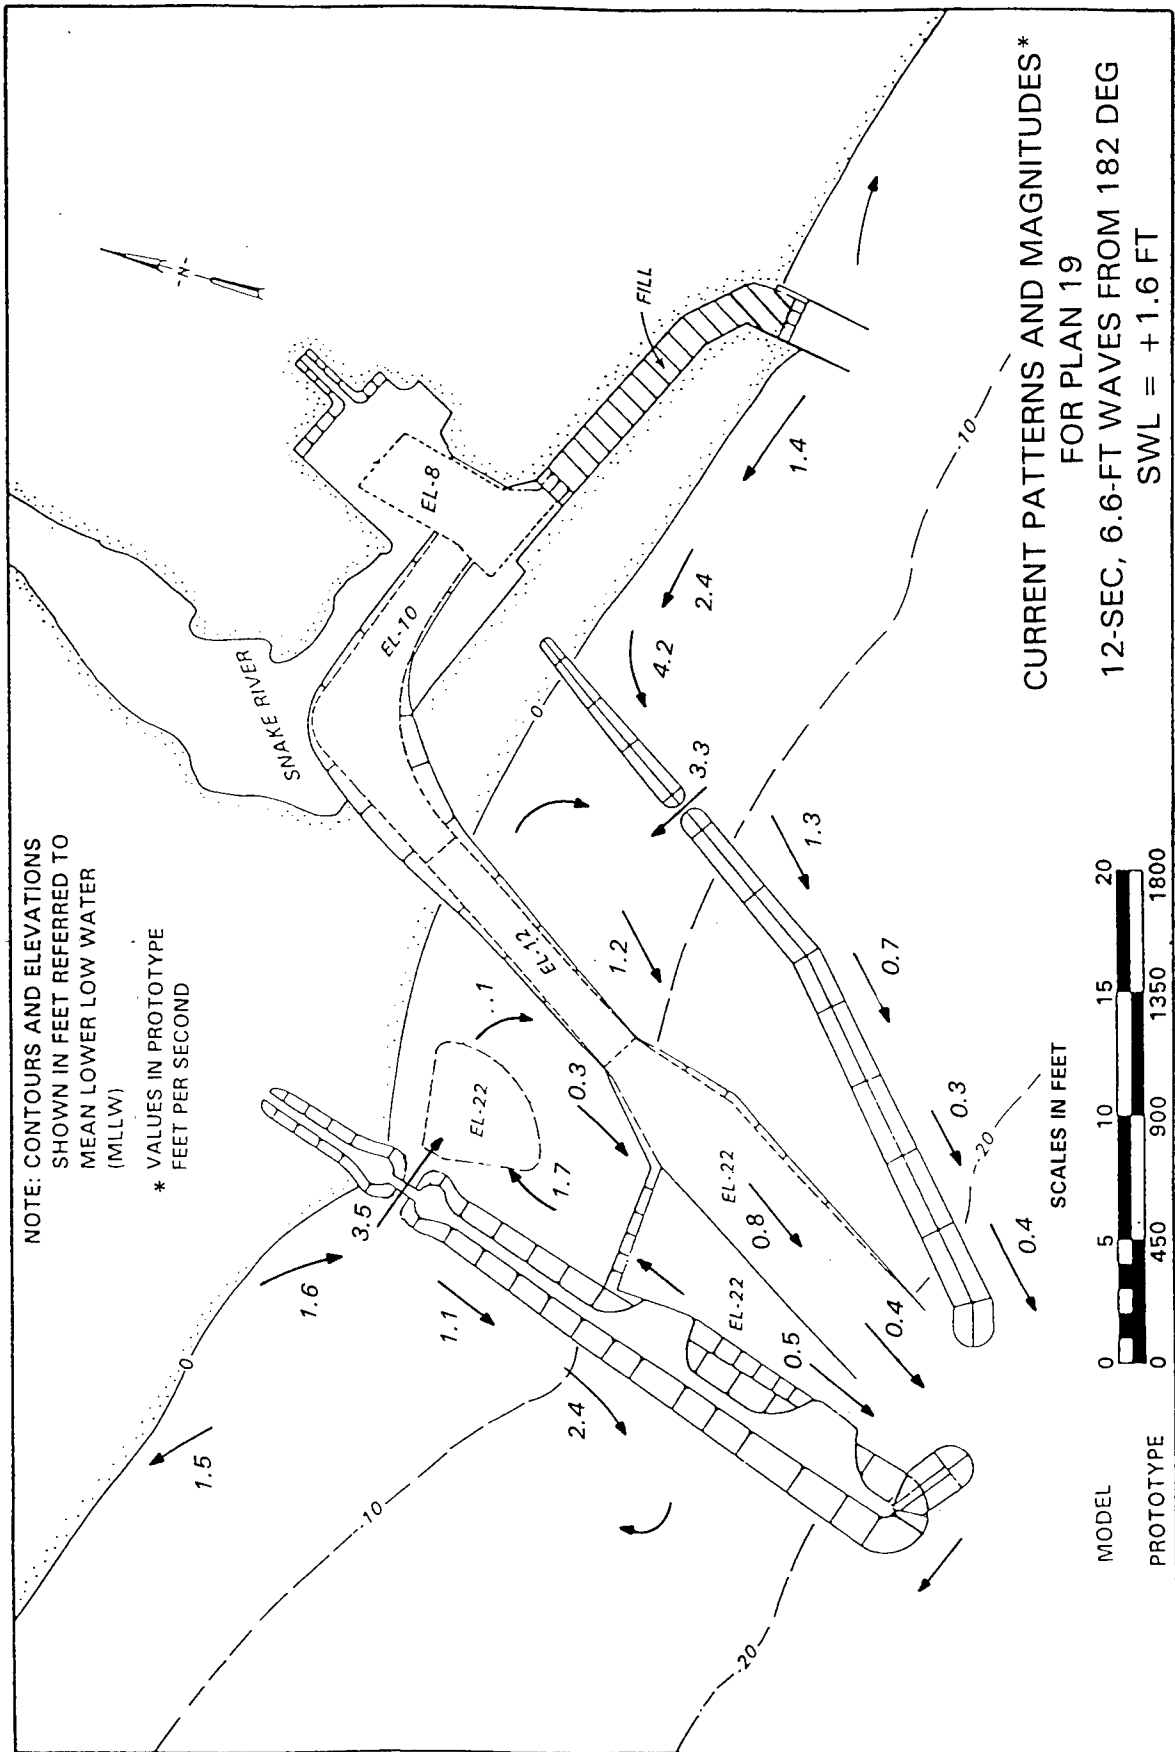 NOTE: CONTOURS AND ELEVATIONS
SHOWN IN FEET REFERRED TO
MEAN LOWER LOW WATER
(MLLW)
* VALUES IN PROTOTYPE
FEET PER SECOND
-N-
SNAKE RIVER
EL-8
EL-10
FILL
EL-12
EL-22
EL-22
EL-22
0
0
-10
-10
-20
-20
1.5
1.6
3.5
1.1
2.4
1.7
.1
0.3
0.8
0.5
0.4
1.2
3.3
4.2
2.4
1.4
1.3
0.7
0.3
0.4
CURRENT PATTERNS AND MAGNITUDES*
FOR PLAN 19
12-SEC, 6.6-FT WAVES FROM 182 DEG
SWL = +1.6 FT
SCALES IN FEET
MODEL 0 5 10 15 20
PROTOTYPE 0 450 900 1350 1800